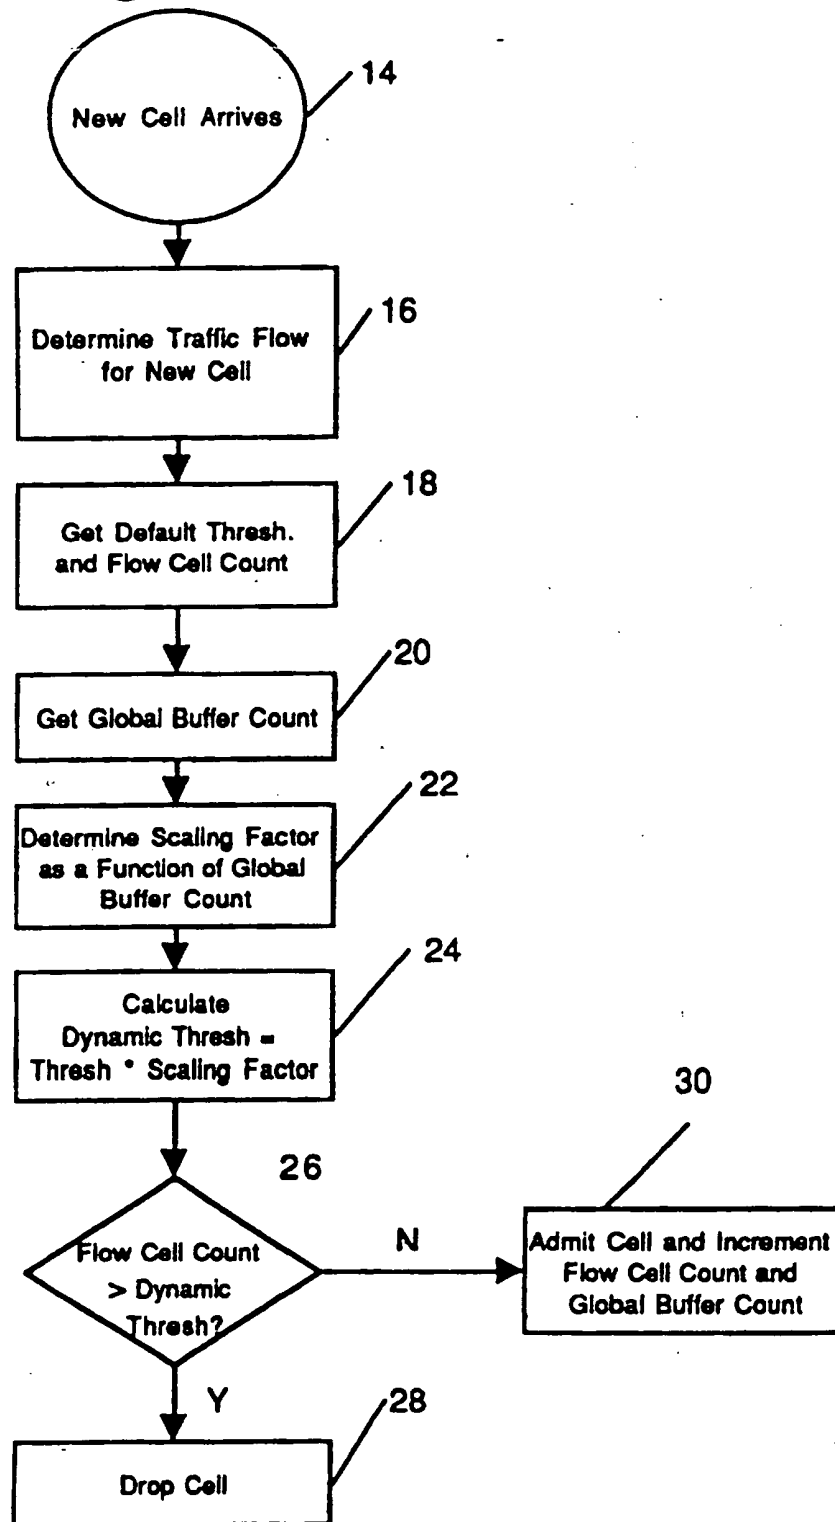 14
New Cell Arrives
16
Determine Traffic Flow
for New Cell
18
Get Default Thresh.
and Flow Cell Count
20
Get Global Buffer Count
22
Determine Scaling Factor
as a Function of Global
Buffer Count
24
Calculate
Dynamic Thresh =
Thresh * Scaling Factor
30
26
Flow Cell Count
> Dynamic
Thresh?
N
Admit Cell and Increment
Flow Cell Count and
Global Buffer Count
Y
28
Drop Cell